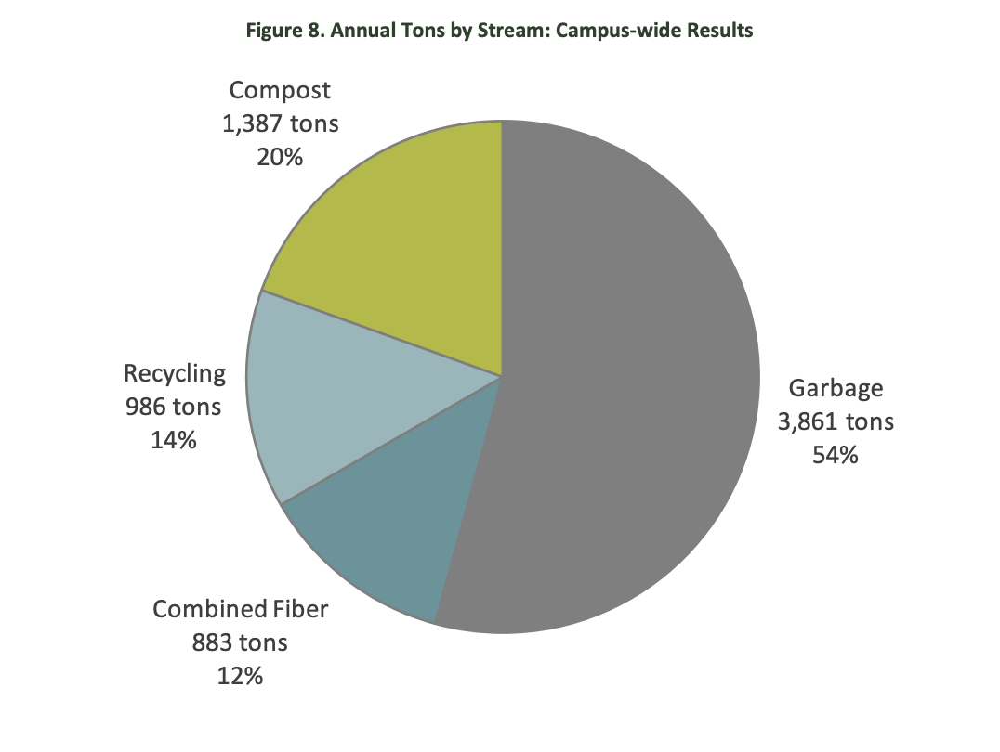 Figure 8. Annual Tons by Stream: Campus-wide Results
Compost
1,387 tons
20%
Recycling
986 tons
14%
Garbage
3,861 tons
54%
Combined Fiber
883 tons
12%